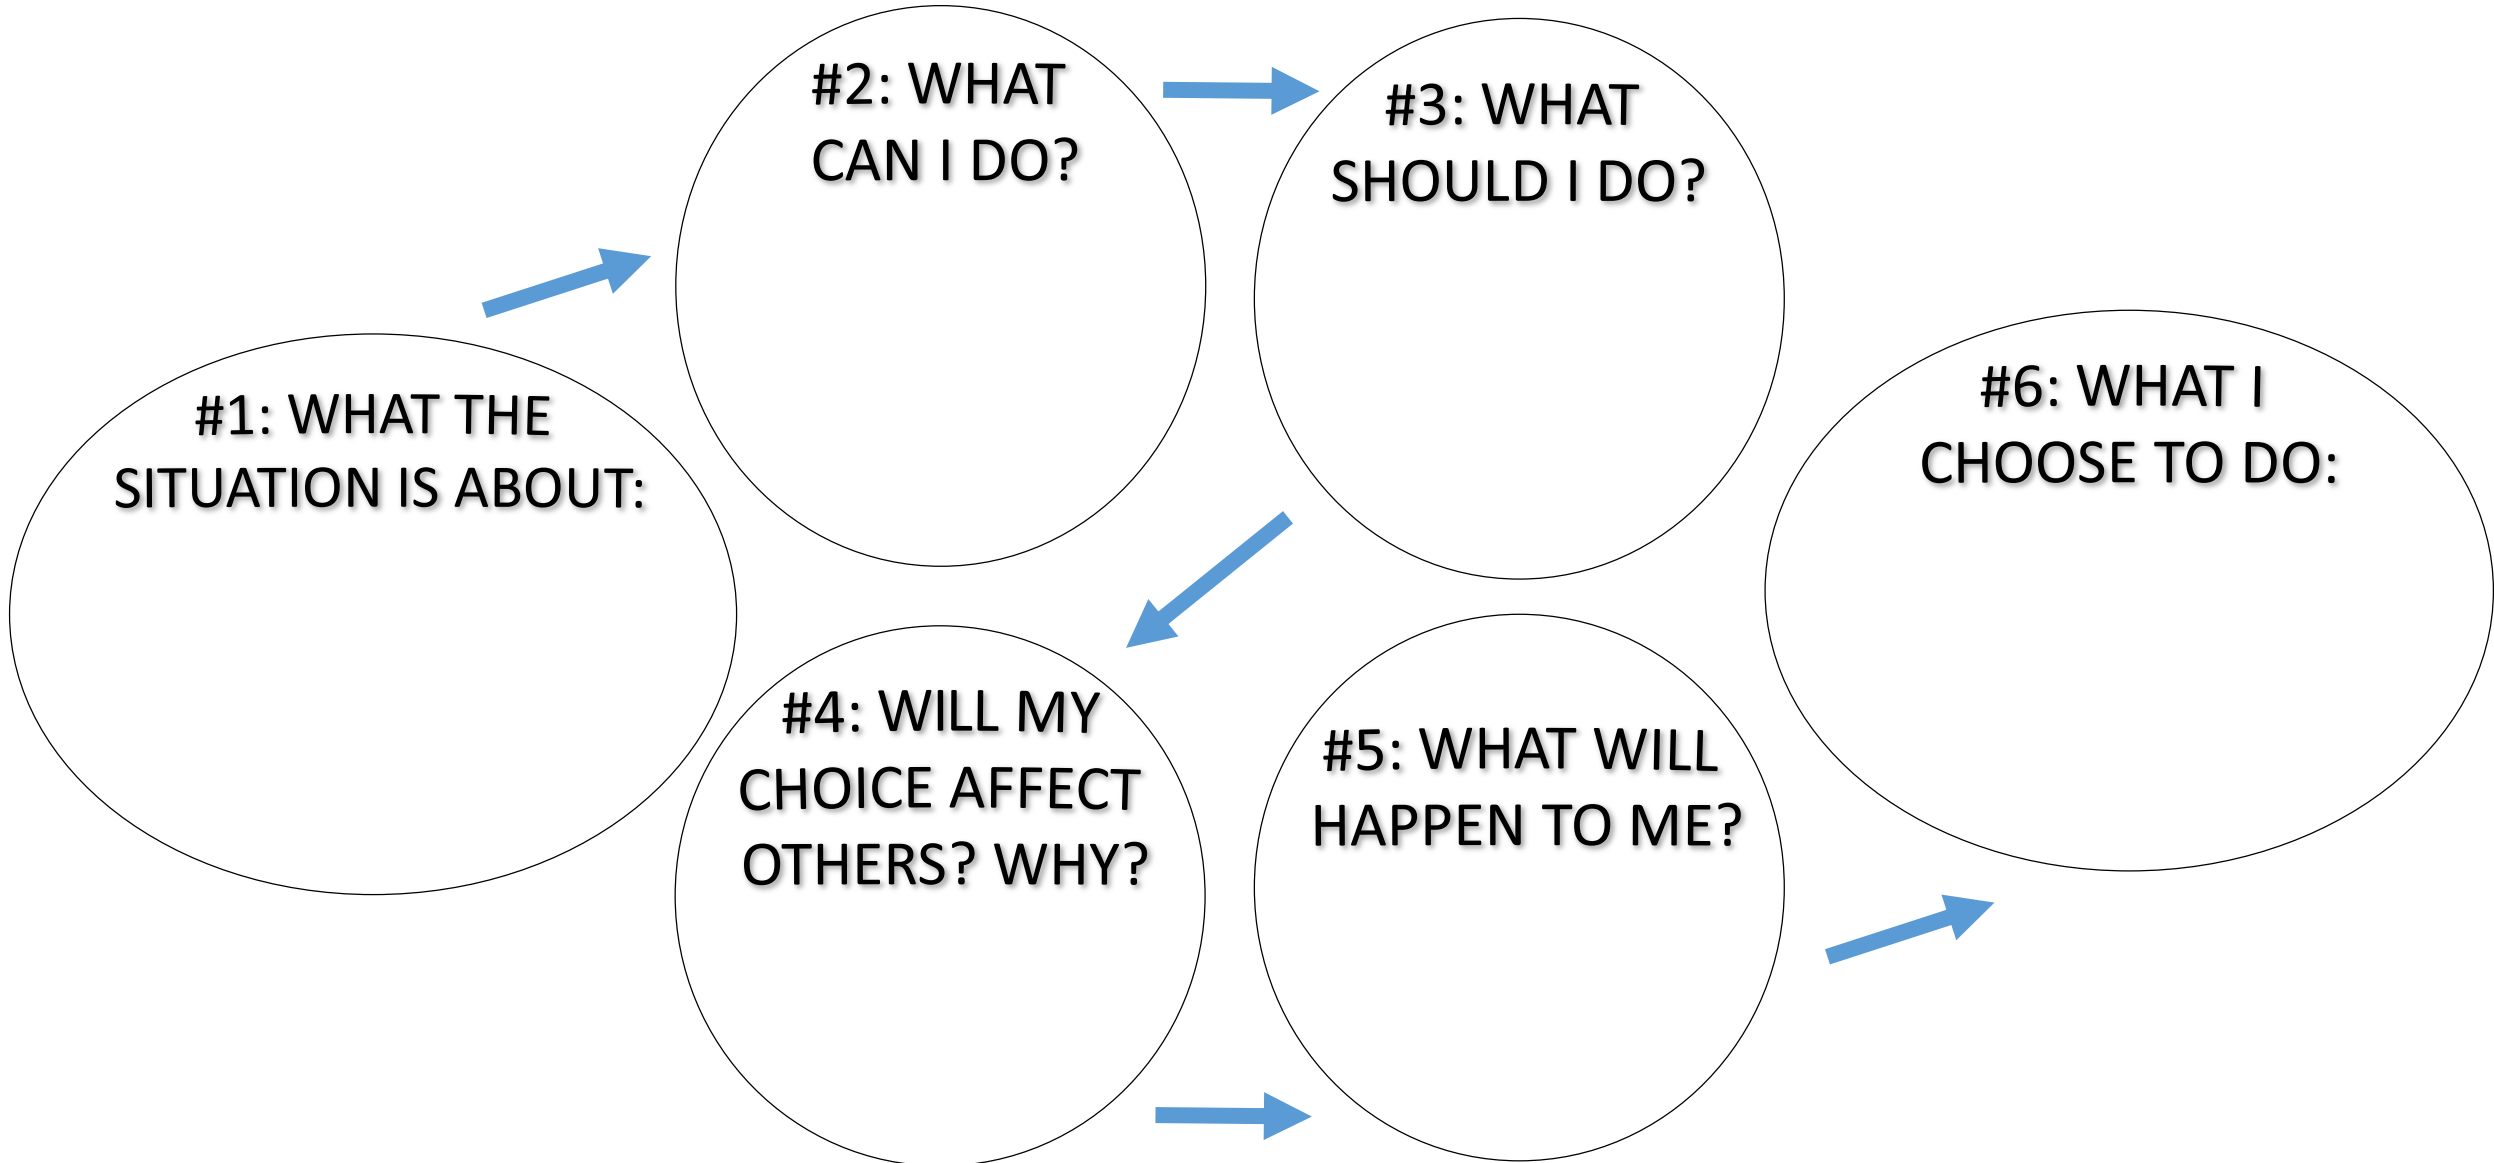 #1: WHAT THE
SITUATION IS ABOUT:
#2: WHAT
CAN I DO?
#3: WHAT
SHOULD I DO?
#4: WILL MY
CHOICE AFFECT
OTHERS? WHY?
#5: WHAT WILL
HAPPEN TO ME?
#6: WHAT I
CHOOSE TO DO: